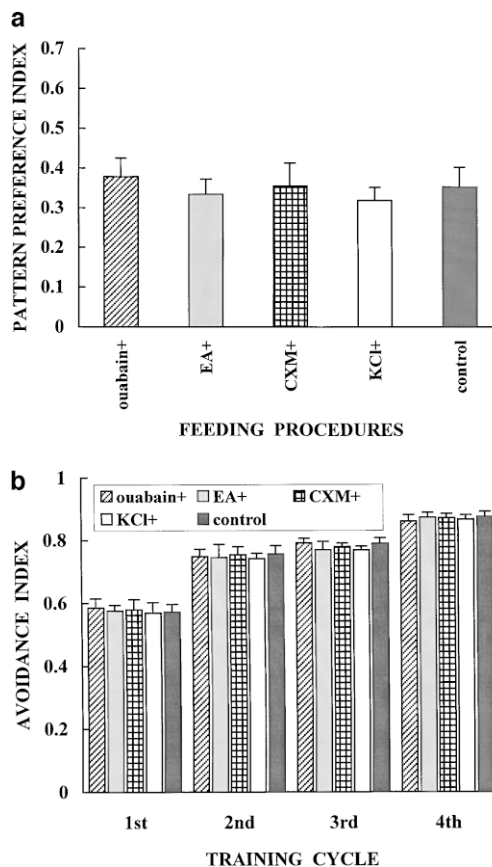 a
PATTERN PREFERENCE INDEX
0.7
0.6
0.5
0.4
0.3
0.2
0.1
0
ouabain+
EA+
CXM+
KCl+
control
FEEDING PROCEDURES
b
AVOIDANCE INDEX
1
0.8
0.6
0.4
0.2
0
ouabain+ EA+ CXM+
KCl+ control
1st 2nd 3rd 4th
TRAINING CYCLE